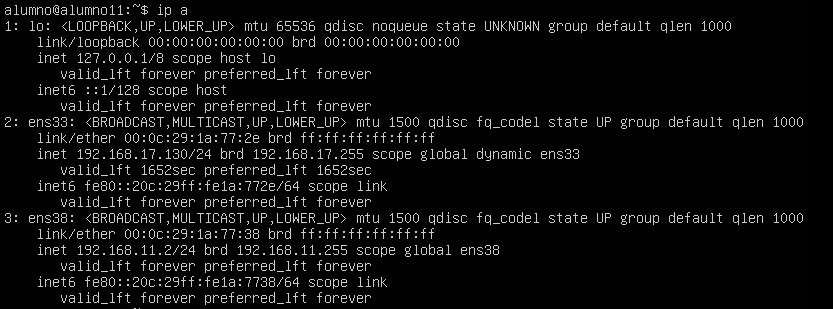 alumno@alumno11:~$ ip a
1: lo: <LOOPBACK,UP,LOWER_UP> mtu 65536 qdisc noqueue state UNKNOWN group default qlen 1000
    link/loopback 00:00:00:00:00:00 brd 00:00:00:00:00:00
    inet 127.0.0.1/8 scope host lo
       valid_lft forever preferred_lft forever
    inet6 ::1/128 scope host
       valid_lft forever preferred_lft forever
2: ens33: <BROADCAST,MULTICAST,UP,LOWER_UP> mtu 1500 qdisc fq_codel state UP group default qlen 1000
    link/ether 00:0c:29:1a:77:2e brd ff:ff:ff:ff:ff:ff
    inet 192.168.17.130/24 brd 192.168.17.255 scope global dynamic ens33
       valid_lft 1652sec preferred_lft 1652sec
    inet6 fe80::20c:29ff:fe1a:772e/64 scope link
       valid_lft forever preferred_lft forever
3: ens38: <BROADCAST,MULTICAST,UP,LOWER_UP> mtu 1500 qdisc fq_codel state UP group default qlen 1000
    link/ether 00:0c:29:1a:77:38 brd ff:ff:ff:ff:ff:ff
    inet 192.168.11.2/24 brd 192.168.11.255 scope global ens38
       valid_lft forever preferred_lft forever
    inet6 fe80::20c:29ff:fe1a:7738/64 scope link
       valid_lft forever preferred_lft forever